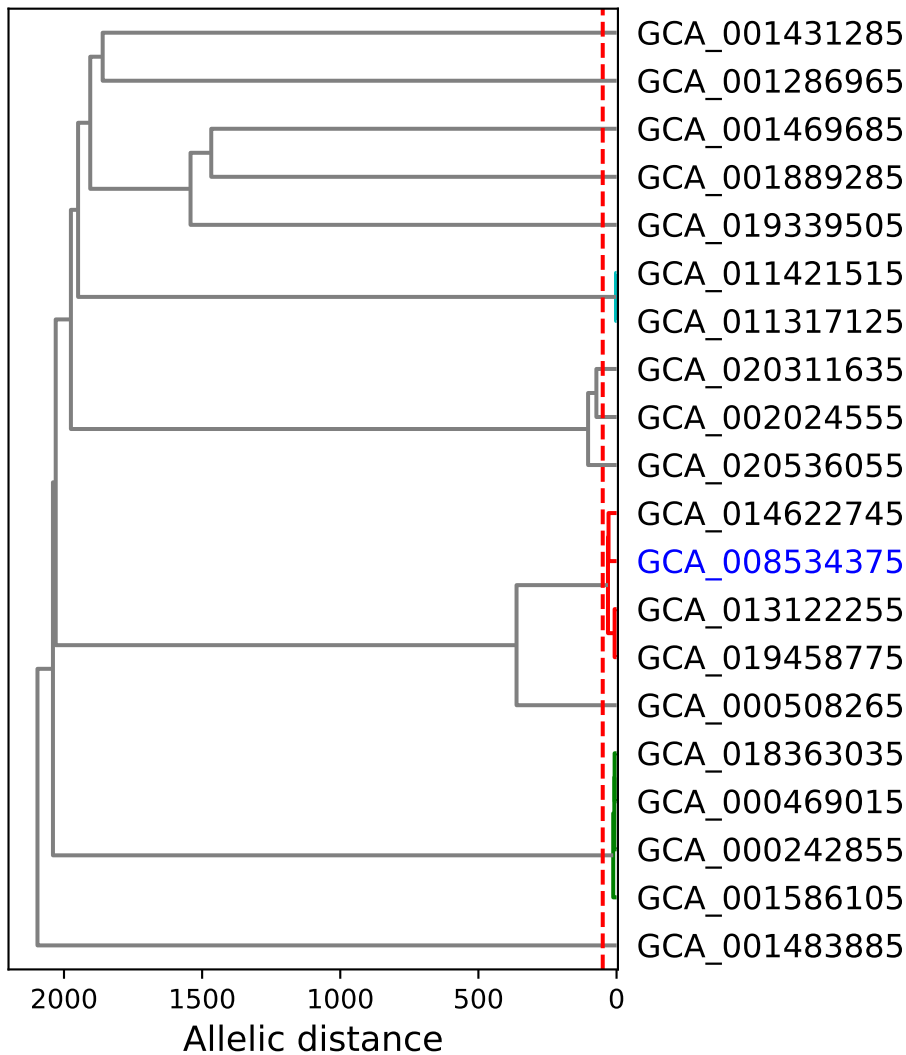 GCA_001431285
GCA_001286965
GCA_001469685
GCA_001889285
GCA_019339505
GCA_011421515
GCA_011317125
GCA_020311635
GCA_002024555
GCA_020536055
GCA_014622745
GCA_008534375
GCA_013122255
GCA_019458775
GCA_000508265
GCA_018363035
GCA_000469015
GCA_000242855
GCA_001586105
GCA_001483885
2000 1500 1000 500 0
Allelic distance